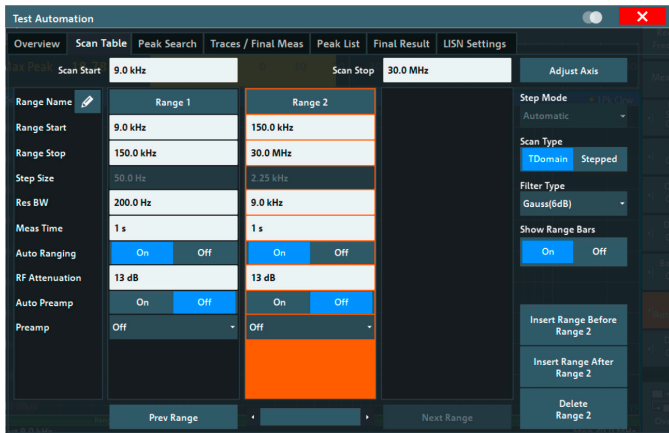 Test Automation
Overview Scan Table Peak Search Traces / Final Meas Peak List Final Result LISN Settings
Scan Start 9.0 kHz Scan Stop 30.0 MHz Adjust Axis
Range Name Range 1 Range 2
Range Start 9.0 kHz 150.0 kHz
Range Stop 150.0 kHz 30.0 MHz
Step Size 50.0 Hz 2.25 kHz
Res BW 200.0 Hz 9.0 kHz
Meas Time 1 s 1 s
Auto Ranging On Off On Off
RF Attenuation 13 dB 13 dB
Auto Preamp On Off On Off
Preamp Off Off
Prev Range Next Range
Step Mode
Automatic
Scan Type
TDomain Stepped
Filter Type
Gauss(6dB)
Show Range Bars
On Off
Insert Range Before
Range 2
Insert Range After
Range 2
Delete
Range 2